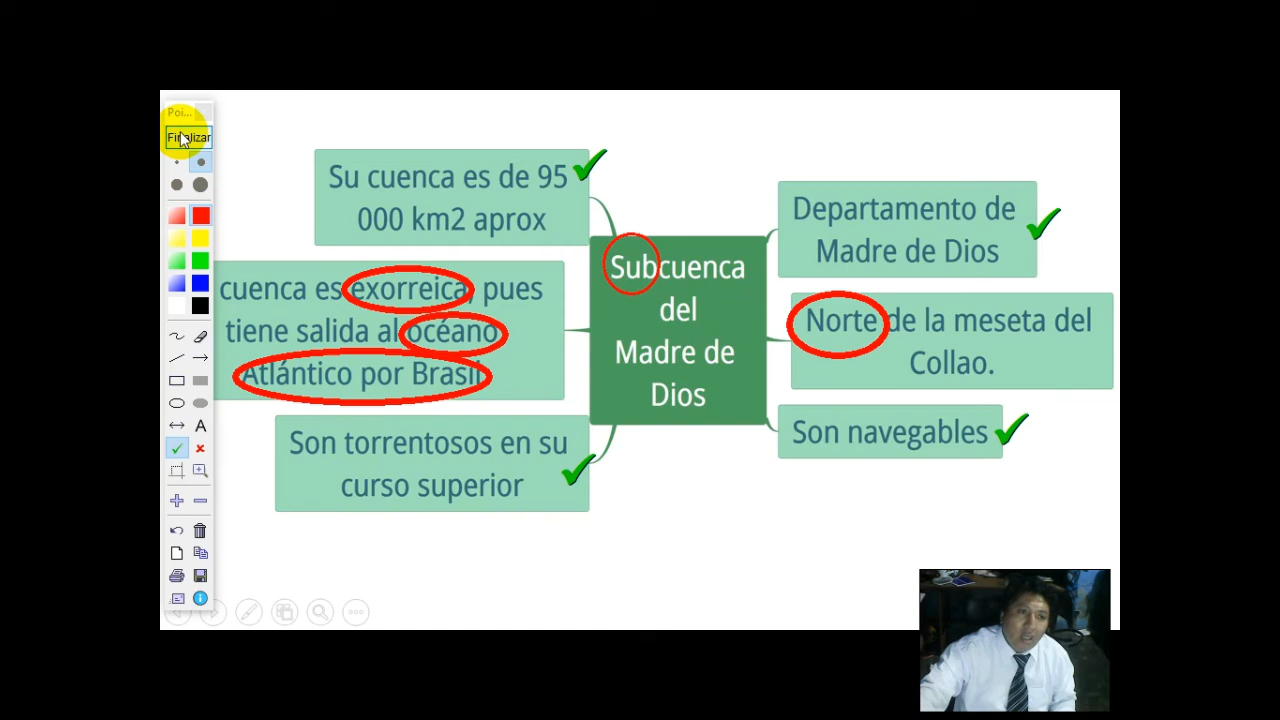 Poi...
Finalizar
A
Su cuenca es de 95
000 km2 aprox
cuenca es exorreica, pues
tiene salida al océano
Atlántico por Brasil
Son torrentosos en su
curso superior
Subcuenca
del
Madre de
Dios
Departamento de
Madre de Dios
Norte de la meseta del
Collao.
Son navegables